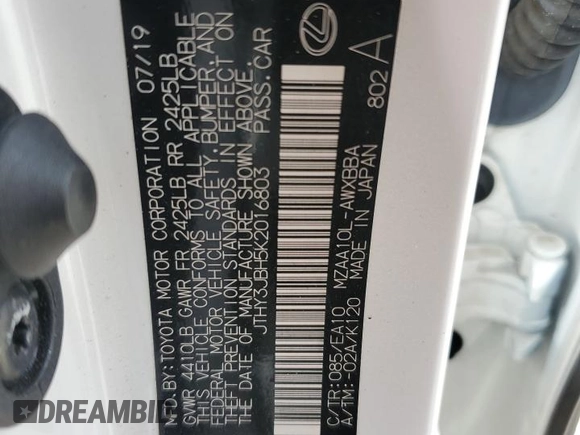 MFD.BY:TOYOTA MOTOR CORPORATION 07/19
GVWR 4410LB GAWR FR 2425LB RR 2425LB
THIS VEHICLE CONFORMS TO ALL APPLICABLE
FEDERAL MOTOR VEHICLE SAFETY, BUMPER, AND
THEFT PREVENTION STANDARDS IN EFFECT ON
THE DATE OF MANUFACTURE SHOWN ABOVE.
JTHY3JBH5K2016803 PASS.CAR
C/TR:085/EA10 MZAA10L-AWXBBA
A/TM:-02A/K120 MADE IN JAPAN
802 A
DREAMBID